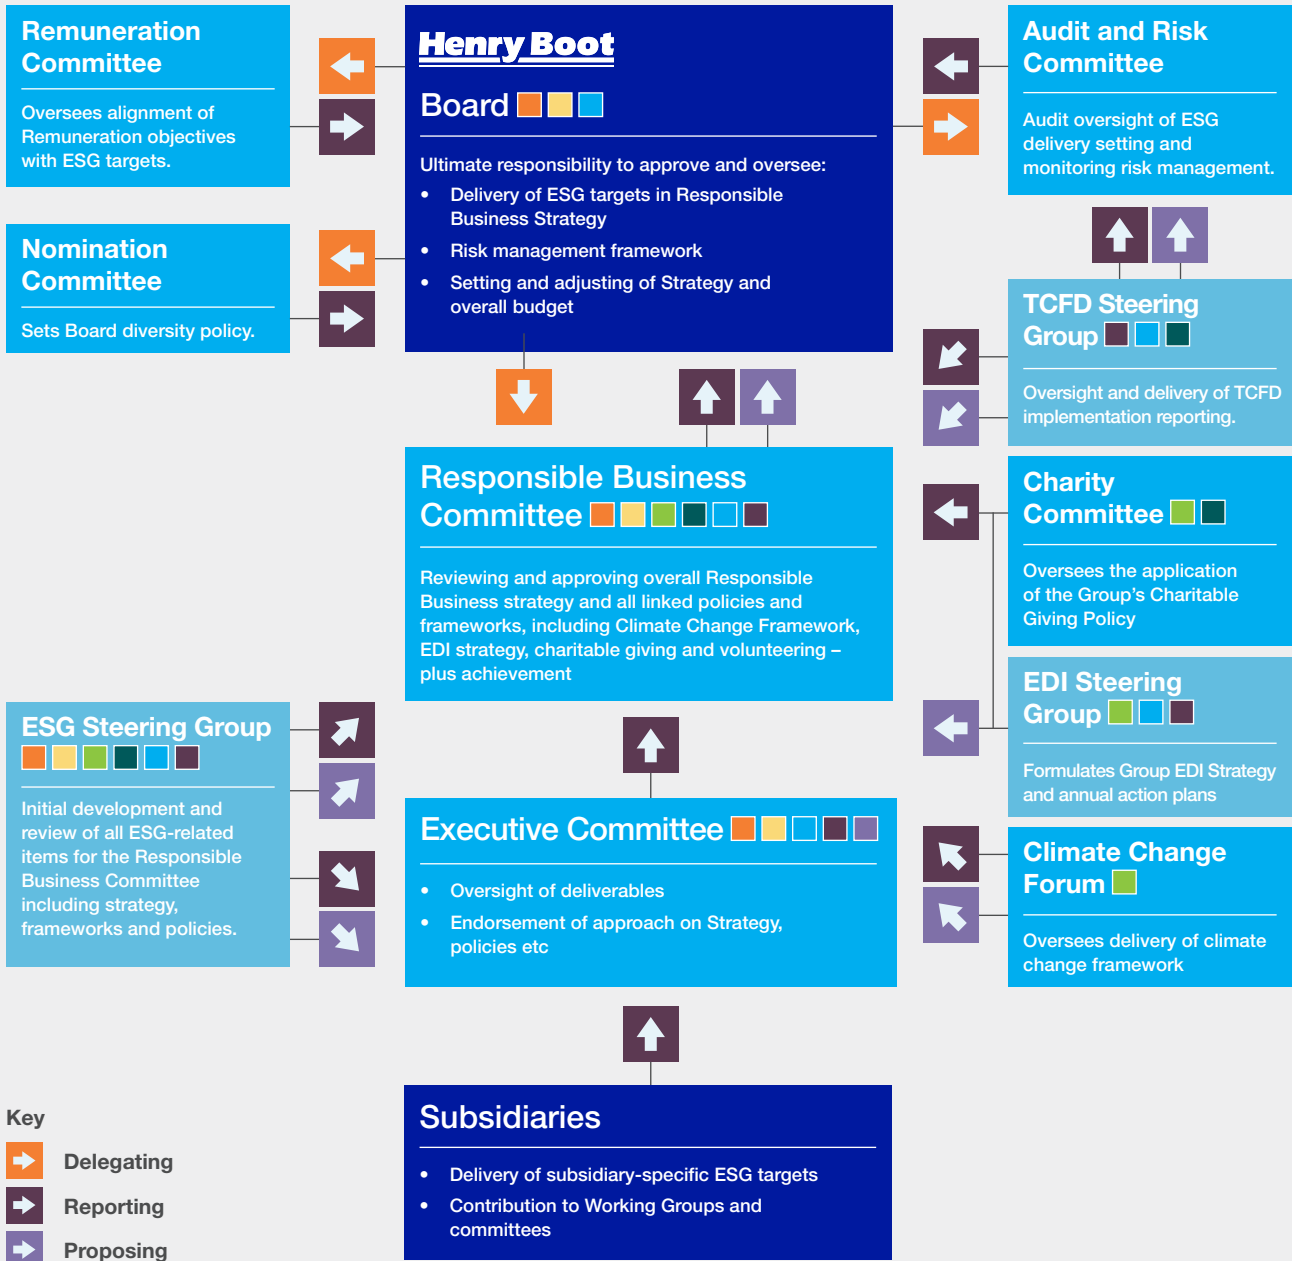 Remuneration
Committee
Oversees alignment of
Remuneration objectives
with ESG targets.
Nomination
Committee
Sets Board diversity policy.
Henry Boot
Board
Ultimate responsibility to approve and oversee:
• Delivery of ESG targets in Responsible
Business Strategy
• Risk management framework
• Setting and adjusting of Strategy and
overall budget
Audit and Risk
Committee
Audit oversight of ESG
delivery setting and
monitoring risk management.
TCFD Steering
Group
Oversight and delivery of TCFD
implementation reporting.
Responsible Business
Committee
Reviewing and approving overall Responsible
Business strategy and all linked policies and
frameworks, including Climate Change Framework,
EDI strategy, charitable giving and volunteering –
plus achievement
Charity
Committee
Oversees the application
of the Group's Charitable
Giving Policy
EDI Steering
Group
Formulates Group EDI Strategy
and annual action plans
ESG Steering Group
Initial development and
review of all ESG-related
items for the Responsible
Business Committee
including strategy,
frameworks and policies.
Executive Committee
• Oversight of deliverables
• Endorsement of approach on Strategy,
policies etc
Climate Change
Forum
Oversees delivery of climate
change framework
Subsidiaries
• Delivery of subsidiary-specific ESG targets
• Contribution to Working Groups and
committees
Key
Delegating
Reporting
Proposing